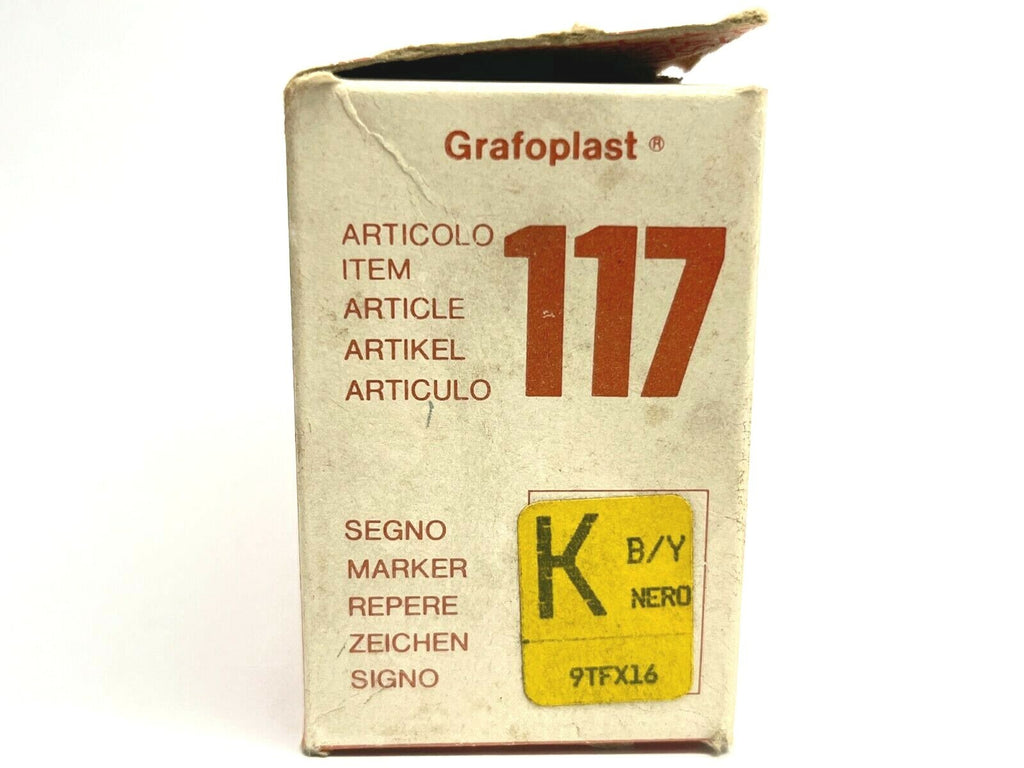 Grafoplast ®
ARTICOLO
ITEM
ARTICLE
ARTIKEL
ARTICULO
117
SEGNO
MARKER
REPERE
ZEICHEN
SIGNO
K
B/Y
NERO
9TFX16